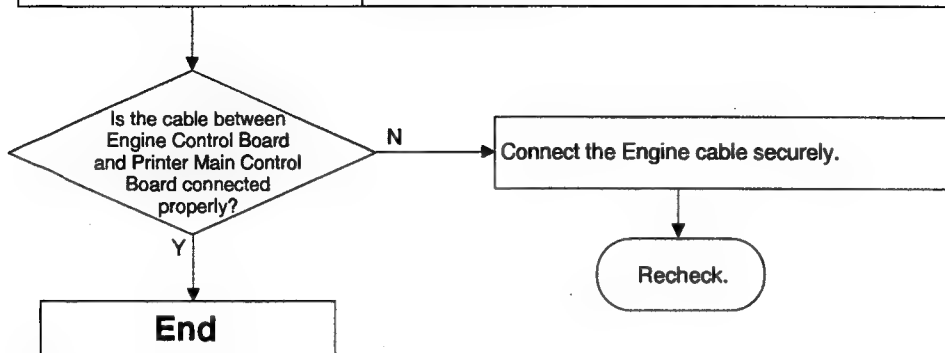 Is the cable between
Engine Control Board
and Printer Main Control
Board connected
properly?
N
Connect the Engine cable securely.
Y
Recheck.
End